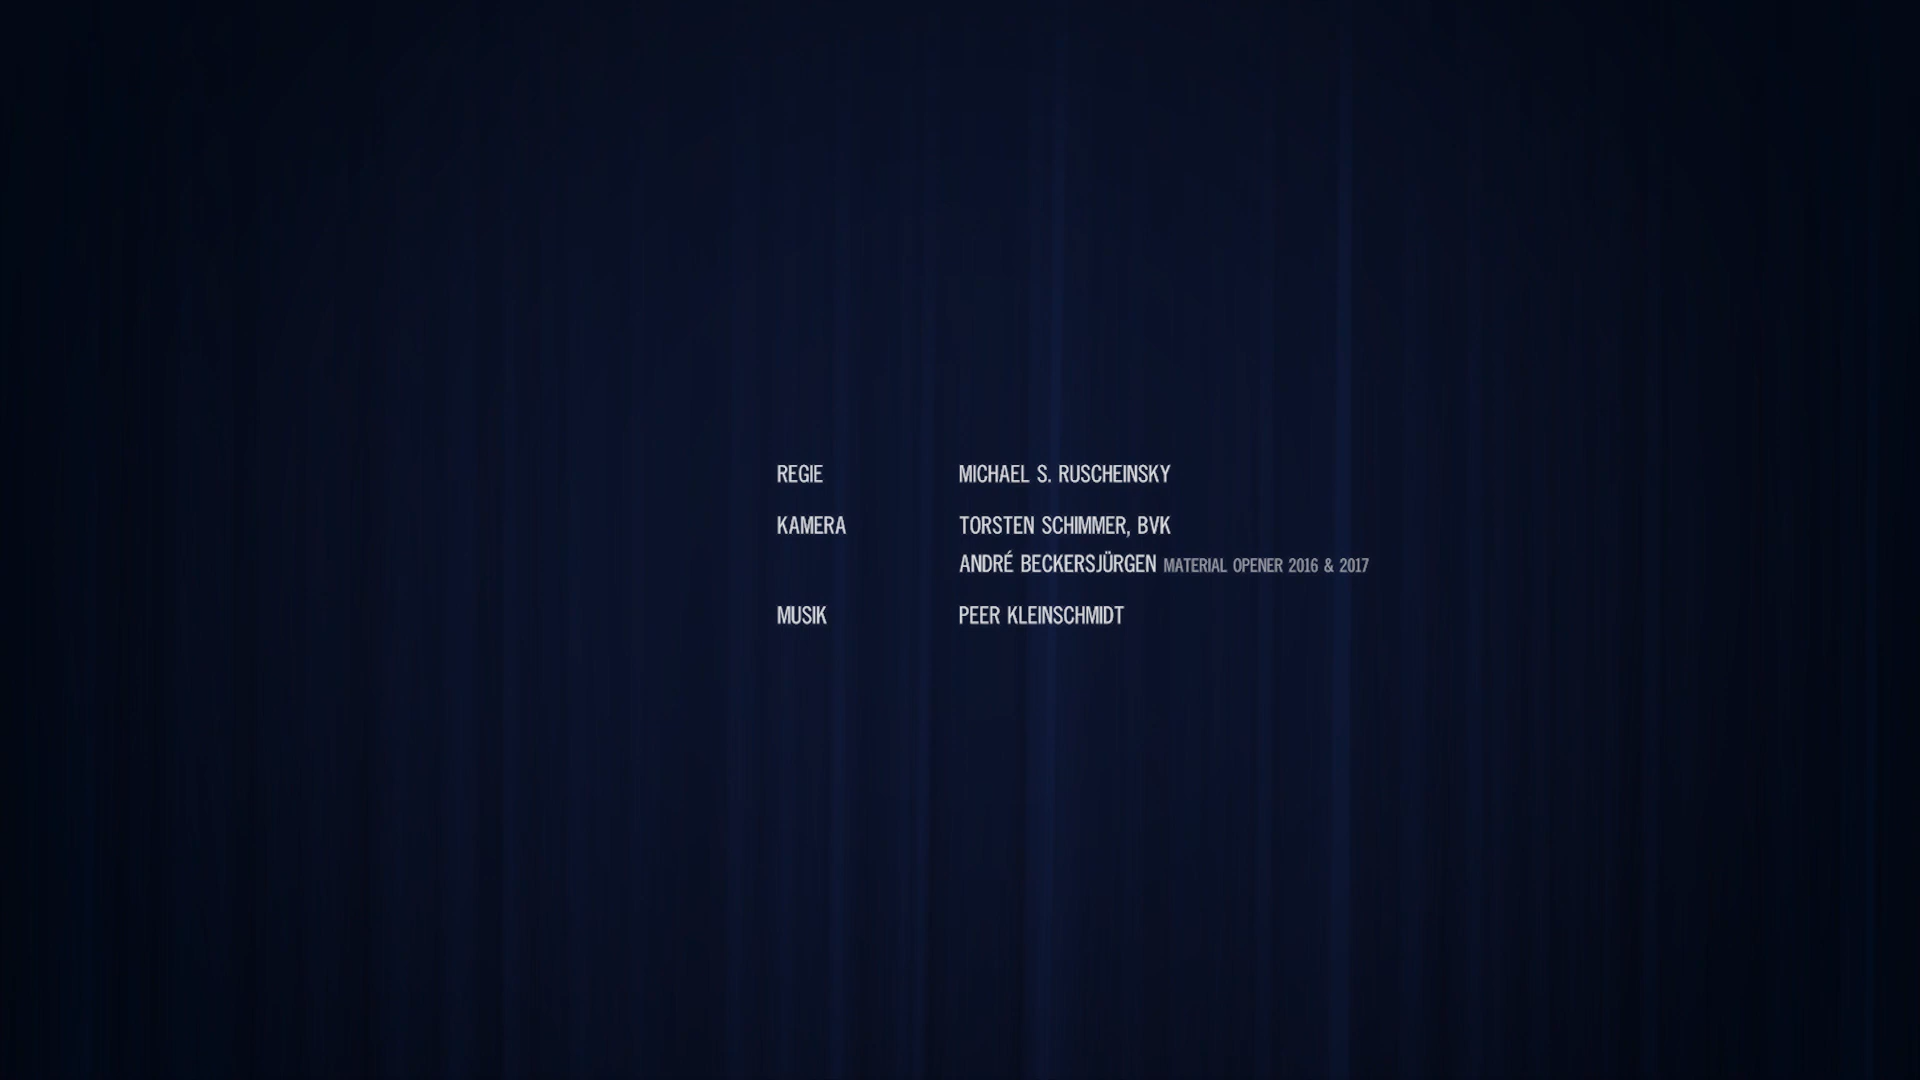 REGIE MICHAEL S. RUSCHEINSKY
KAMERA TORSTEN SCHIMMER, BVK
ANDRÉ BECKERSJÜRGEN MATERIAL OPENER 2016 & 2017
MUSIK PEER KLEINSCHMIDT